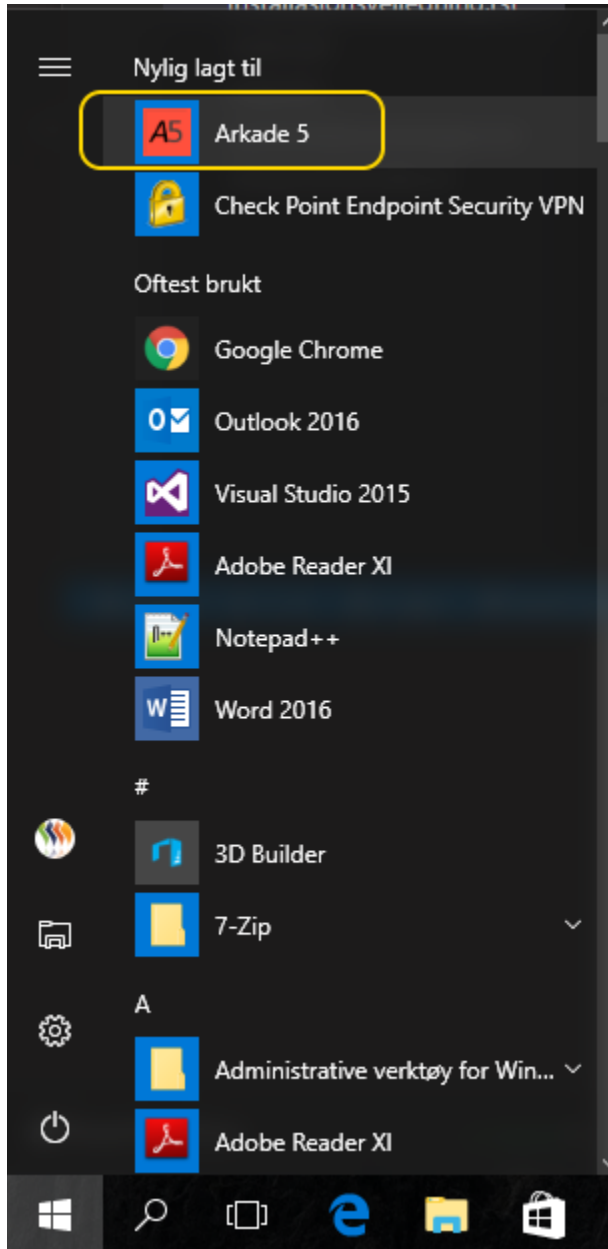 Nylig lagt til
A5 Arkade 5
Check Point Endpoint Security VPN
Oftest brukt
Google Chrome
Outlook 2016
Visual Studio 2015
Adobe Reader XI
Notepad++
Word 2016
#
3D Builder
7-Zip
A
Administrative verktøy for Win...
Adobe Reader XI